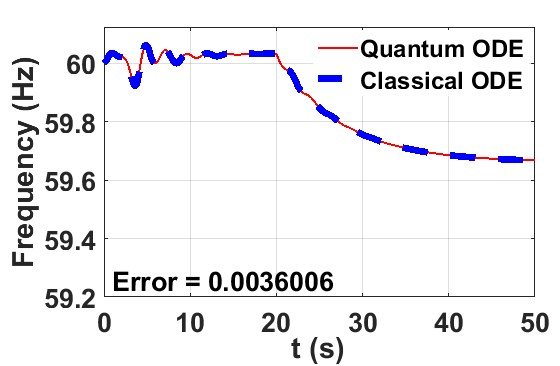 Quantum ODE
Classical ODE
Frequency (Hz)
60
59.8
59.6
59.4
59.2
Error = 0.0036006
0 10 20 30 40 50
t (s)